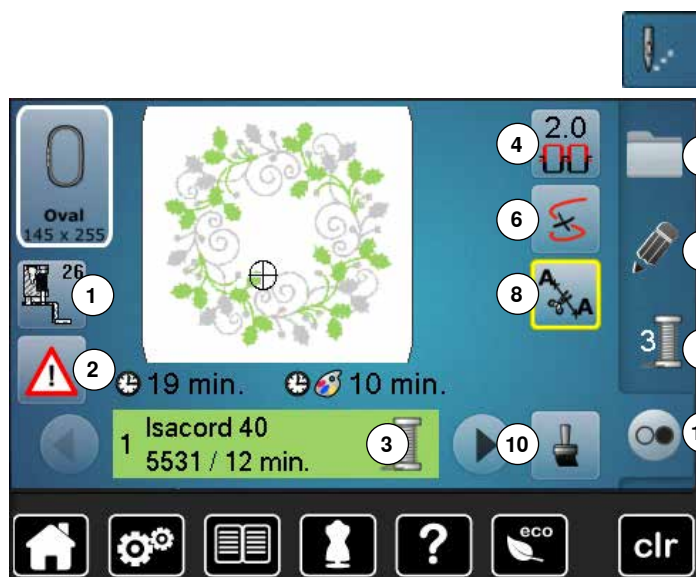 2.0
4
Oval
145 x 255
6
26
1
8
A A
3
2
19 min.
10 min.
1 Isacord 40
5531 / 12 min.
3
10
?
eco
clr